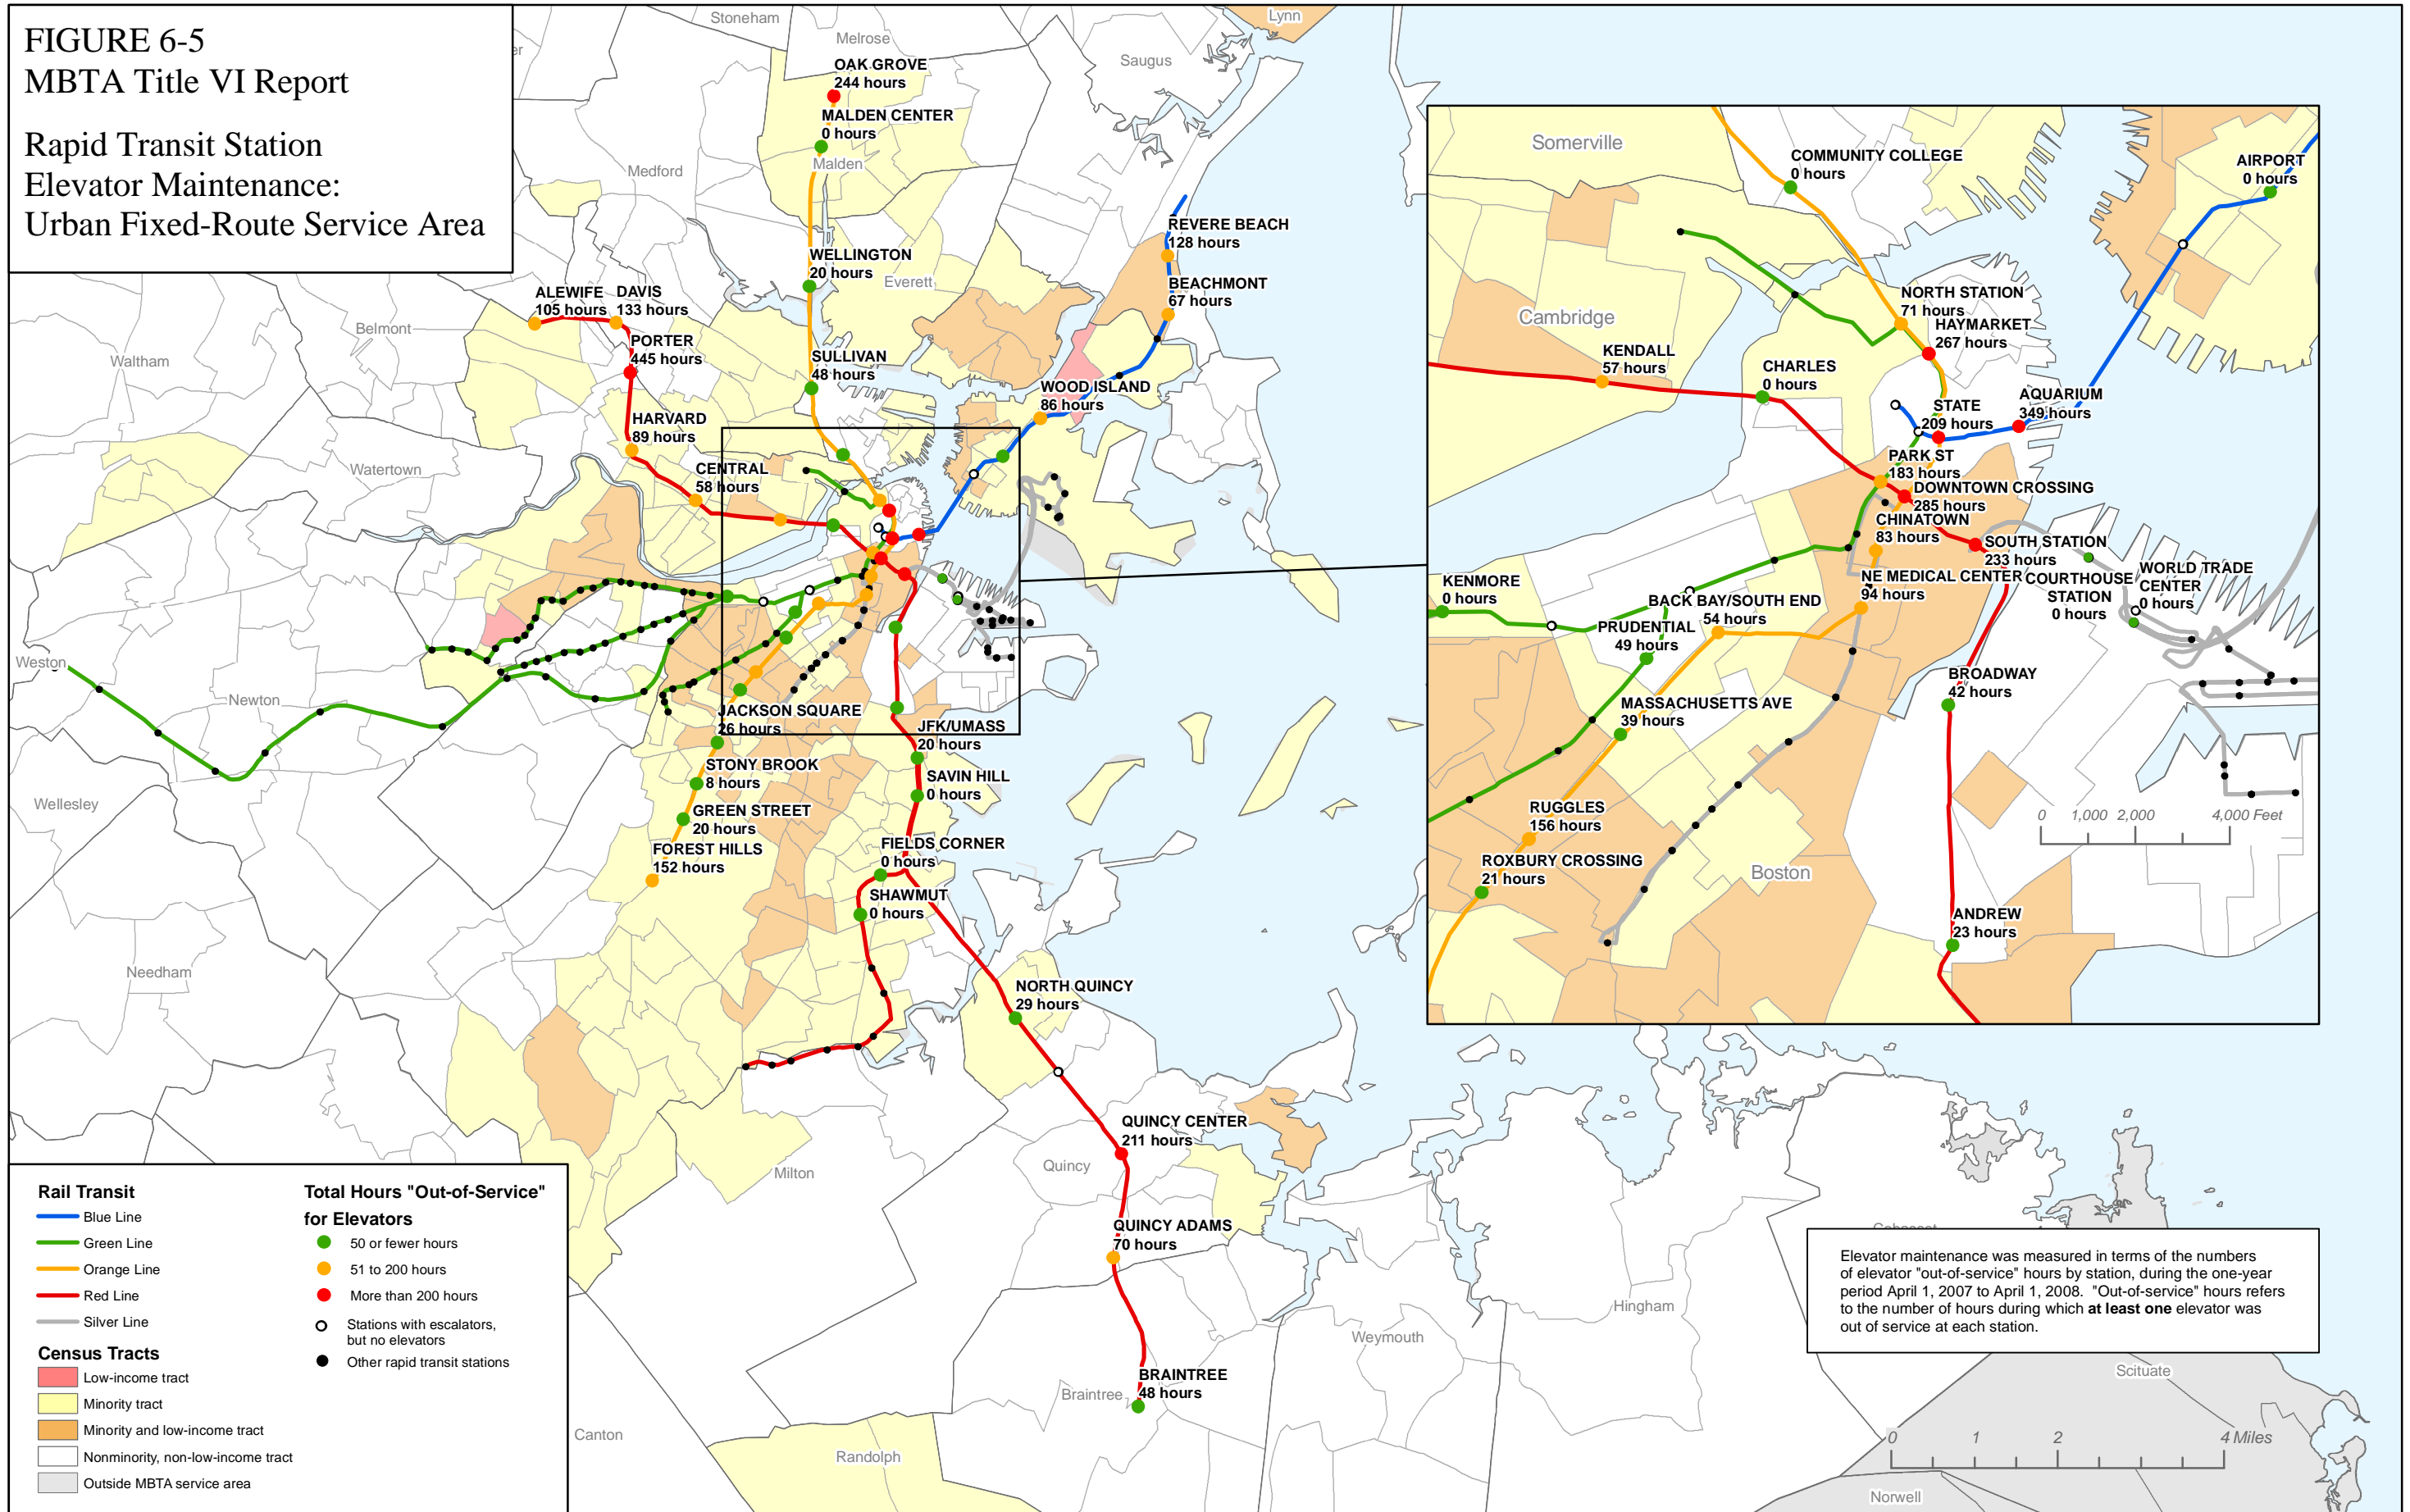 FIGURE 6-5
MBTA Title VI Report
Rapid Transit Station
Elevator Maintenance:
Urban Fixed-Route Service Area
Stoneham
Lynn
Melrose
Saugus
er
OAK GROVE
244 hours
MALDEN CENTER
0 hours
Malden
Medford
WELLINGTON
20 hours
Everett
REVERE BEACH
128 hours
BEACHMONT
67 hours
ALEWIFE
105 hours
DAVIS
133 hours
Belmont
PORTER
445 hours
Waltham
SULLIVAN
48 hours
WOOD ISLAND
86 hours
HARVARD
89 hours
Watertown
CENTRAL
58 hours
Weston
Newton
JACKSON SQUARE
26 hours
JFK/UMASS
20 hours
STONY BROOK
8 hours
SAVIN HILL
0 hours
Wellesley
GREEN STREET
20 hours
FOREST HILLS
152 hours
FIELDS CORNER
0 hours
SHAWMUT
0 hours
Needham
NORTH QUINCY
29 hours
QUINCY CENTER
211 hours
Quincy
Milton
QUINCY ADAMS
70 hours
Hingham
Weymouth
BRAINTREE
48 hours
Braintree
Canton
Randolph
Cohasset
Scituate
Norwell
Somerville
COMMUNITY COLLEGE
0 hours
AIRPORT
0 hours
Cambridge
NORTH STATION
71 hours
HAYMARKET
267 hours
KENDALL
57 hours
CHARLES
0 hours
AQUARIUM
349 hours
STATE
209 hours
PARK ST
183 hours
DOWNTOWN CROSSING
285 hours
CHINATOWN
83 hours
SOUTH STATION
233 hours
KENMORE
0 hours
NE MEDICAL CENTER
94 hours
COURTHOUSE
STATION
0 hours
WORLD TRADE
CENTER
0 hours
BACK BAY/SOUTH END
54 hours
PRUDENTIAL
49 hours
BROADWAY
42 hours
MASSACHUSETTS AVE
39 hours
RUGGLES
156 hours
0 1,000 2,000 4,000 Feet
ROXBURY CROSSING
21 hours
Boston
ANDREW
23 hours
Rail Transit
Blue Line
Green Line
Orange Line
Red Line
Silver Line
Census Tracts
Low-income tract
Minority tract
Minority and low-income tract
Nonminority, non-low-income tract
Outside MBTA service area
Total Hours "Out-of-Service"
for Elevators
50 or fewer hours
51 to 200 hours
More than 200 hours
Stations with escalators,
but no elevators
Other rapid transit stations
Elevator maintenance was measured in terms of the numbers
of elevator "out-of-service" hours by station, during the one-year
period April 1, 2007 to April 1, 2008. "Out-of-service" hours refers
to the number of hours during which at least one elevator was
out of service at each station.
0 1 2 4 Miles